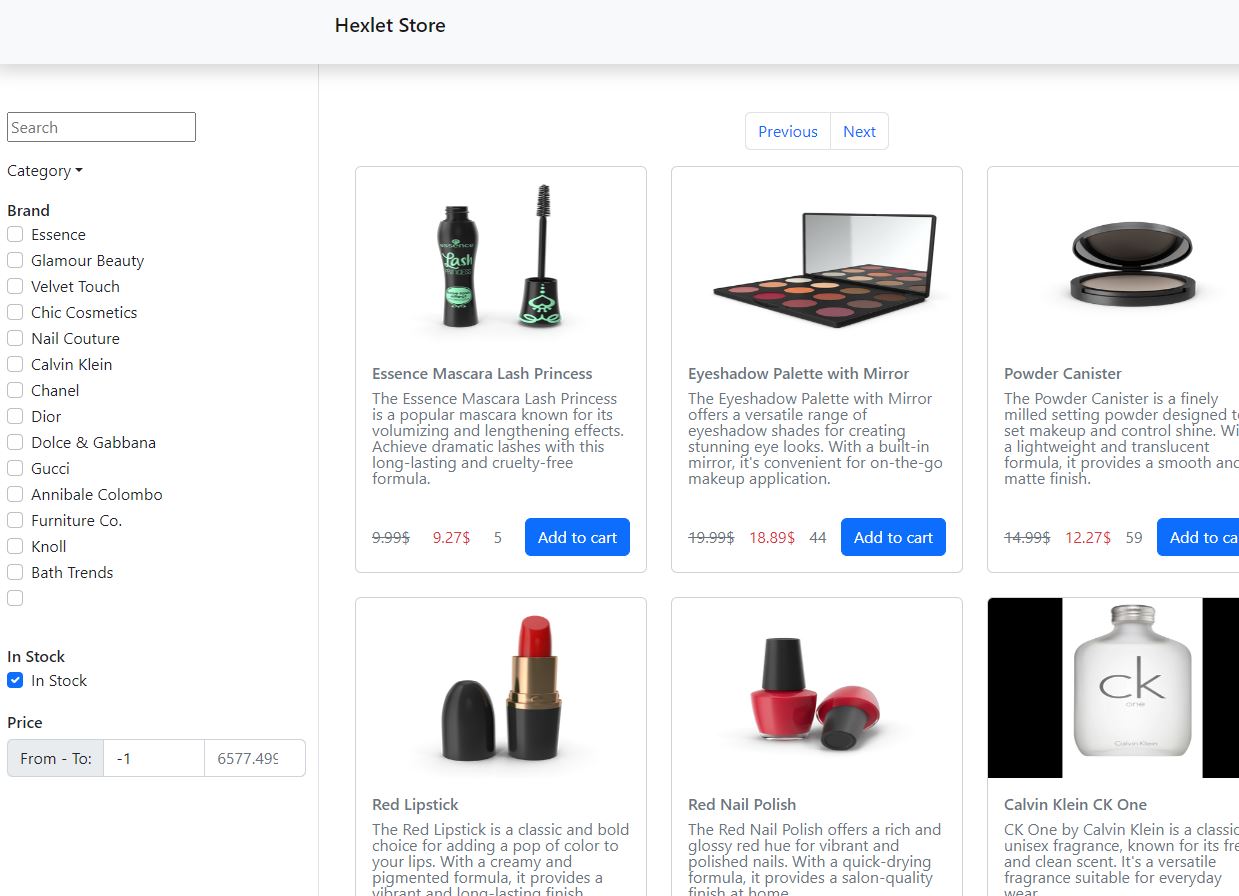 Hexlet Store
Search
Category
Brand
Essence
Glamour Beauty
Velvet Touch
Chic Cosmetics
Nail Couture
Calvin Klein
Chanel
Dior
Dolce & Gabbana
Gucci
Annibale Colombo
Furniture Co.
Knoll
Bath Trends
In Stock
In Stock
Price
From - To: -1 6577.499
Previous Next
essence
Lash
PRINCESS
Essence Mascara Lash Princess
The Essence Mascara Lash Princess
is a popular mascara known for its
volumizing and lengthening effects.
Achieve dramatic lashes with this
long-lasting and cruelty-free
formula.
9.99$ 9.27$ 5 Add to cart
Eyeshadow Palette with Mirror
The Eyeshadow Palette with Mirror
offers a versatile range of
eyeshadow shades for creating
stunning eye looks. With a built-in
mirror, it's convenient for on-the-go
makeup application.
19.99$ 18.89$ 44 Add to cart
Powder Canister
The Powder Canister is a finely
milled setting powder designed t
set makeup and control shine. Wi
a lightweight and translucent
formula, it provides a smooth and
matte finish.
14.99$ 12.27$ 59 Add to ca
Red Lipstick
The Red Lipstick is a classic and bold
choice for adding a pop of color to
your lips. With a creamy and
pigmented formula, it provides a
vibrant and long-lasting finish.
Red Nail Polish
The Red Nail Polish offers a rich and
glossy red hue for vibrant and
polished nails. With a quick-drying
formula, it provides a salon-quality
finish at home.
ck
one
Calvin Klein
Calvin Klein CK One
CK One by Calvin Klein is a classic
unisex fragrance, known for its fre
and clean scent. It's a versatile
fragrance suitable for everyday
wear.